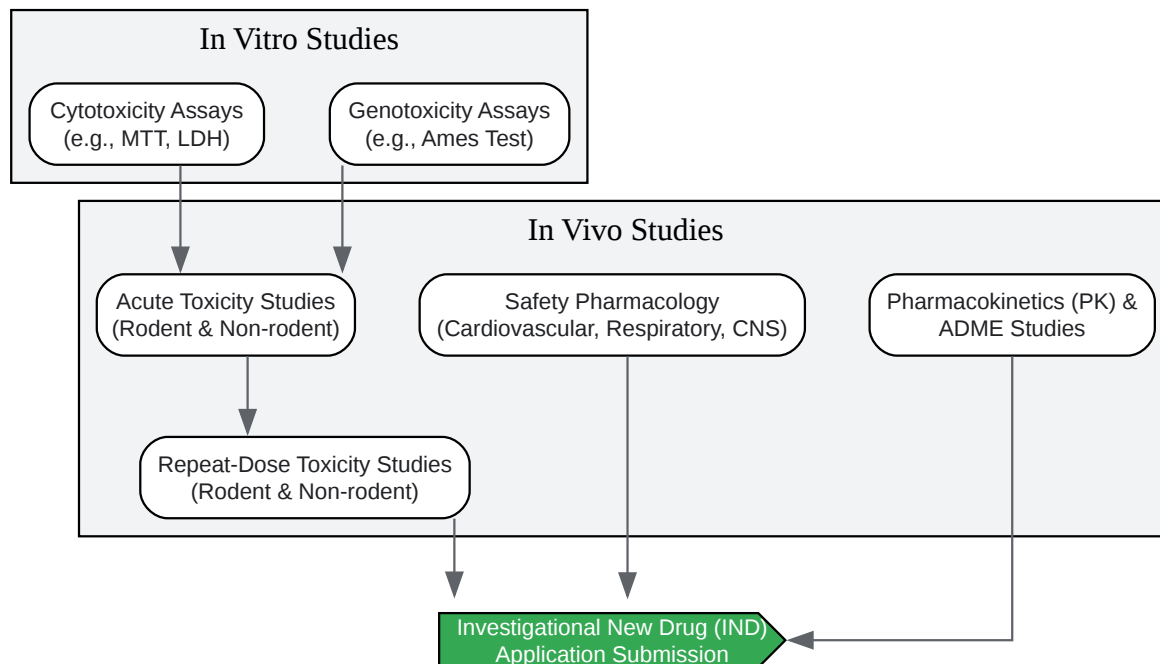 In Vitro Studies
Cytotoxicity Assays
(e.g., MTT, LDH)
Genotoxicity Assays
(e.g., Ames Test)
In Vivo Studies
Acute Toxicity Studies
(Rodent & Non-rodent)
Safety Pharmacology
(Cardiovascular, Respiratory, CNS)
Pharmacokinetics (PK) &
ADME Studies
Repeat-Dose Toxicity Studies
(Rodent & Non-rodent)
Investigational New Drug (IND)
Application Submission